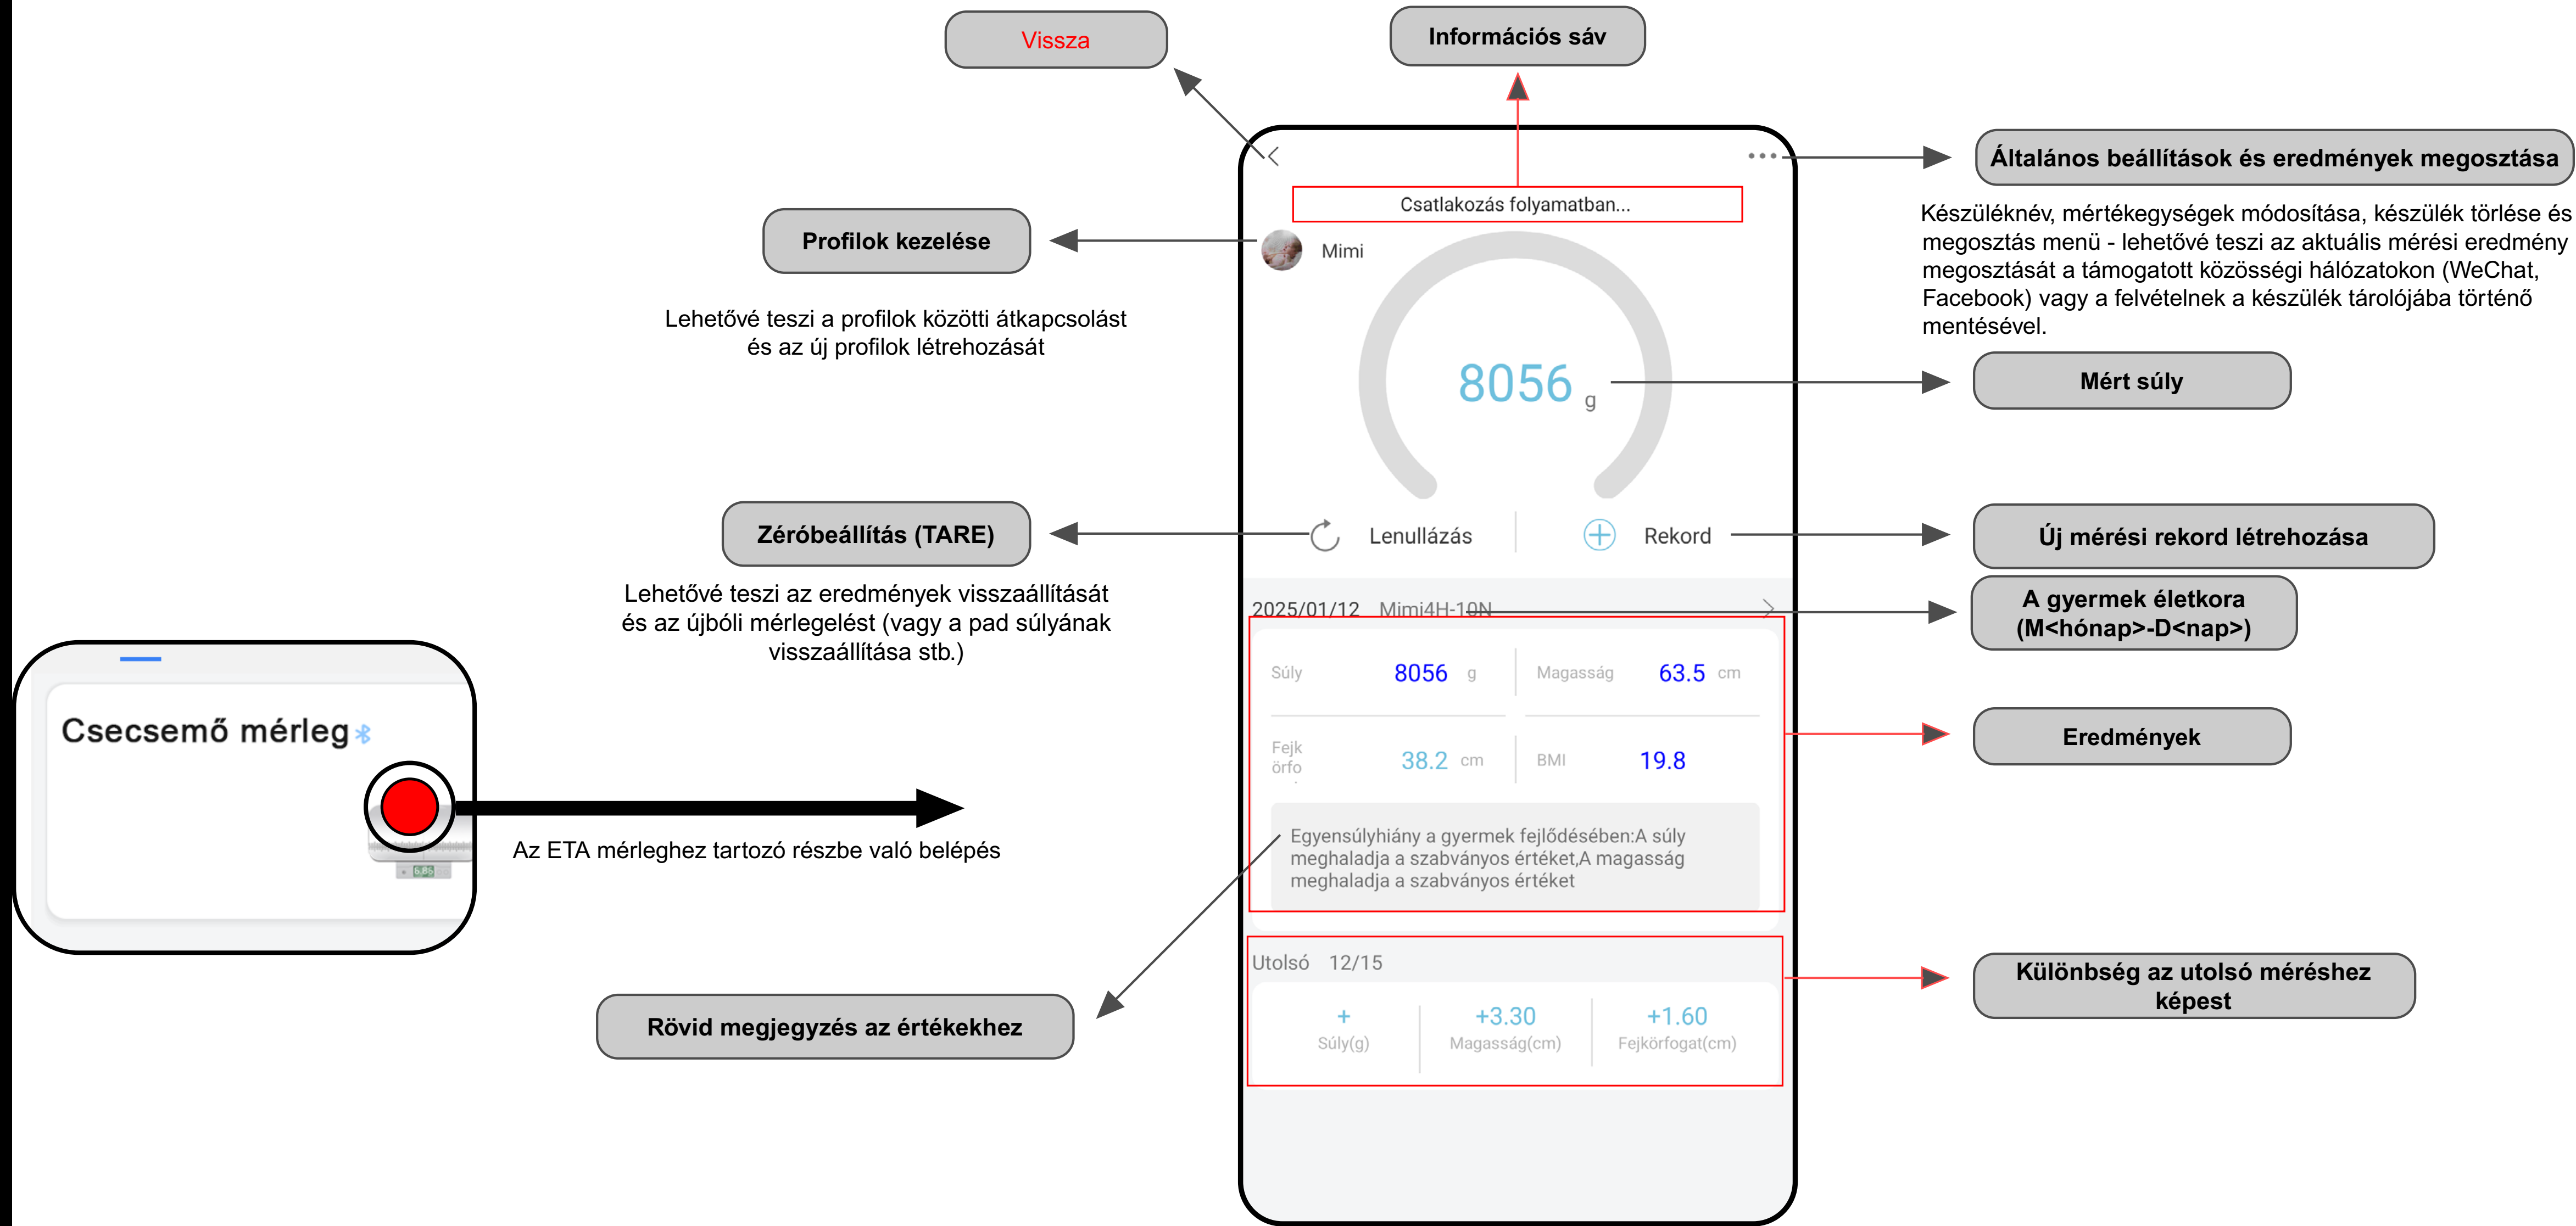 Vissza
Információs sáv
Általános beállítások és eredmények megosztása
Készüléknév, mértékegységek módosítása, készülék törlése és
megosztás menü - lehetővé teszi az aktuális mérési eredmény
megosztását a támogatott közösségi hálózatokon (WeChat,
Facebook) vagy a felvételnek a készülék tárolójába történő
mentésével.
Csatlakozás folyamatban...
Profilok kezelése
Mimi
Lehetővé teszi a profilok közötti átkapcsolást
és az új profilok létrehozását
8056 g
Mért súly
Zéróbeállítás (TARE)
Lenullázás
Rekord
Új mérési rekord létrehozása
Lehetővé teszi az eredmények visszaállítását
és az újbóli mérlegelést (vagy a pad súlyának
visszaállítása stb.)
2025/01/12 Mimi4H-10N
A gyermek életkora
(M<hónap>-D<nap>)
Súly 8056 g
Magasság 63.5 cm
Fejk
örfo
38.2 cm
BMI 19.8
Eredmények
Csecsemő mérleg
Az ETA mérleghez tartozó részbe való belépés
Egyensúlyhiány a gyermek fejlődésében:A súly
meghaladja a szabványos értéket,A magasság
meghaladja a szabványos értéket
Utolsó 12/15
Különbség az utolsó méréshez
képest
Rövid megjegyzés az értékekhez
+ +3.30 +1.60
Súly(g) Magasság(cm) Fejkörfogat(cm)